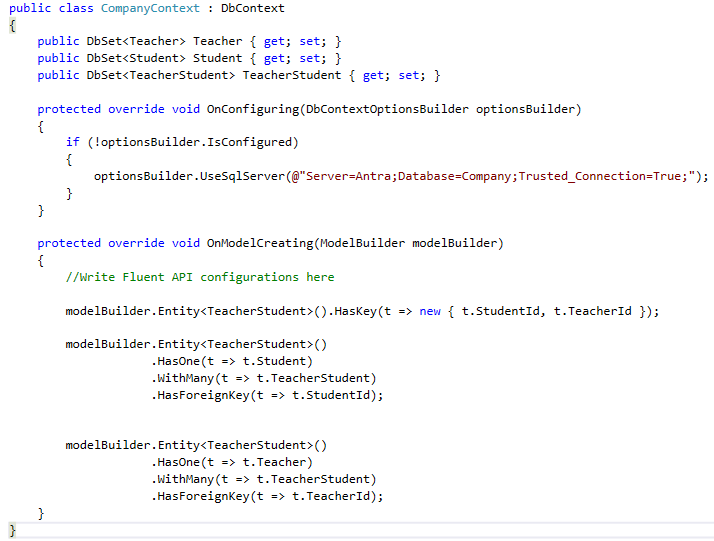 public class CompanyContext : DbContext
{
    public DbSet<Teacher> Teacher { get; set; }
    public DbSet<Student> Student { get; set; }
    public DbSet<TeacherStudent> TeacherStudent { get; set; }

    protected override void OnConfiguring(DbContextOptionsBuilder optionsBuilder)
    {
        if (!optionsBuilder.IsConfigured)
        {
            optionsBuilder.UseSqlServer(@"Server=Antra;Database=Company;Trusted_Connection=True;");
        }
    }

    protected override void OnModelCreating(ModelBuilder modelBuilder)
    {
        //Write Fluent API configurations here

        modelBuilder.Entity<TeacherStudent>().HasKey(t => new { t.StudentId, t.TeacherId });

        modelBuilder.Entity<TeacherStudent>()
                    .HasOne(t => t.Student)
                    .WithMany(t => t.TeacherStudent)
                    .HasForeignKey(t => t.StudentId);


        modelBuilder.Entity<TeacherStudent>()
                    .HasOne(t => t.Teacher)
                    .WithMany(t => t.TeacherStudent)
                    .HasForeignKey(t => t.TeacherId);
    }
}